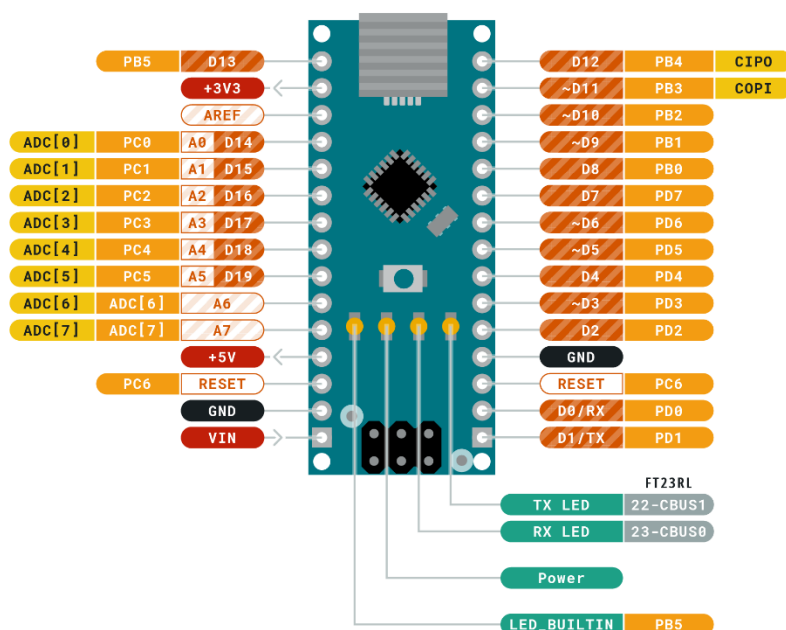 PB5 D13 D12 PB4 CIPO
+3V3 ~D11 PB3 COPI
AREF ~D10 PB2
ADC[0] PC0 A0 D14 ~D9 PB1
ADC[1] PC1 A1 D15 D8 PB0
ADC[2] PC2 A2 D16 D7 PD7
ADC[3] PC3 A3 D17 ~D6 PD6
ADC[4] PC4 A4 D18 ~D5 PD5
ADC[5] PC5 A5 D19 D4 PD4
ADC[6] ADC[6] A6 ~D3 PD3
ADC[7] ADC[7] A7 D2 PD2
+5V GND
PC6 RESET RESET PC6
GND D0/RX PD0
VIN D1/TX PD1
FT23RL
TX LED 22-CBUS1
RX LED 23-CBUS0
Power
LED_BUILTIN PB5